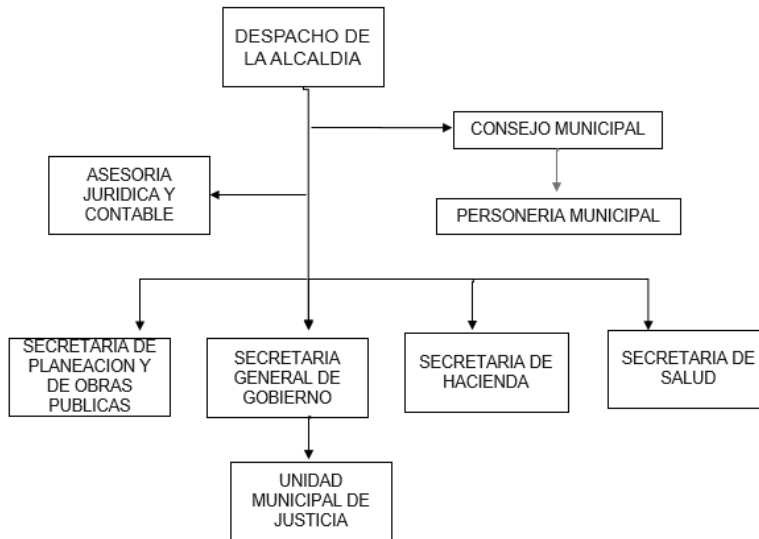 DESPACHO DE
LA ALCALDIA
CONSEJO MUNICIPAL
ASESORIA
JURIDICA Y
CONTABLE
PERSONERIA MUNICIPAL
SECRETARIA DE
PLANEACION Y
DE OBRAS
PUBLICAS
SECRETARIA
GENERAL DE
GOBIERNO
SECRETARIA DE
HACIENDA
SECRETARIA DE
SALUD
UNIDAD
MUNICIPAL DE
JUSTICIA